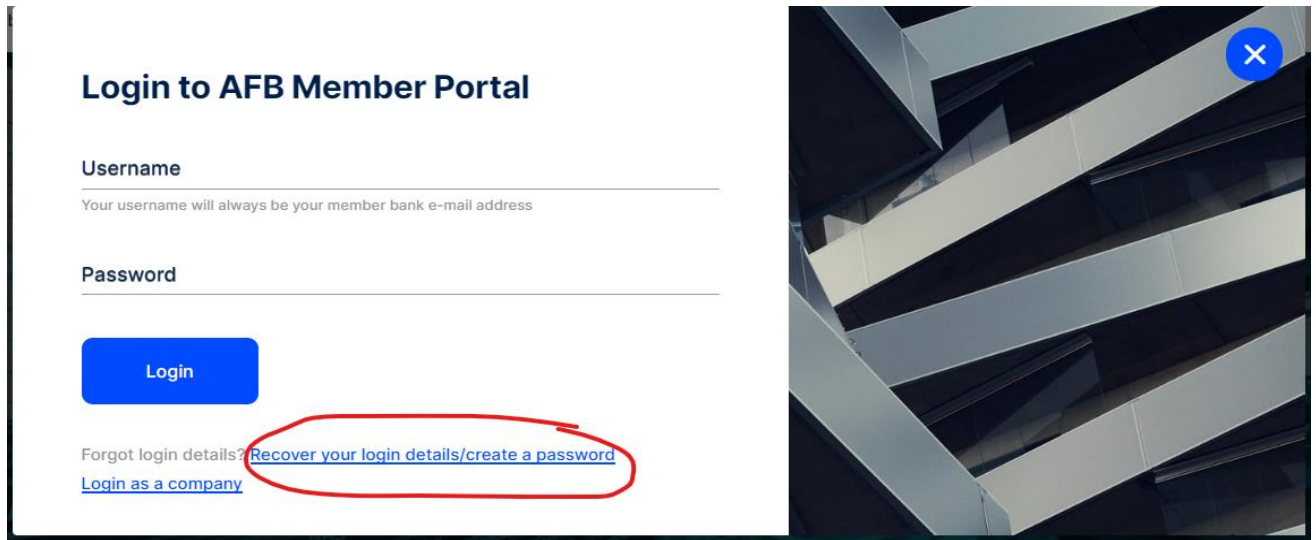 Login to AFB Member Portal
Username
Your username will always be your member bank e-mail address
Password
Login
Forgot login details? Recover your login details/create a password
Login as a company